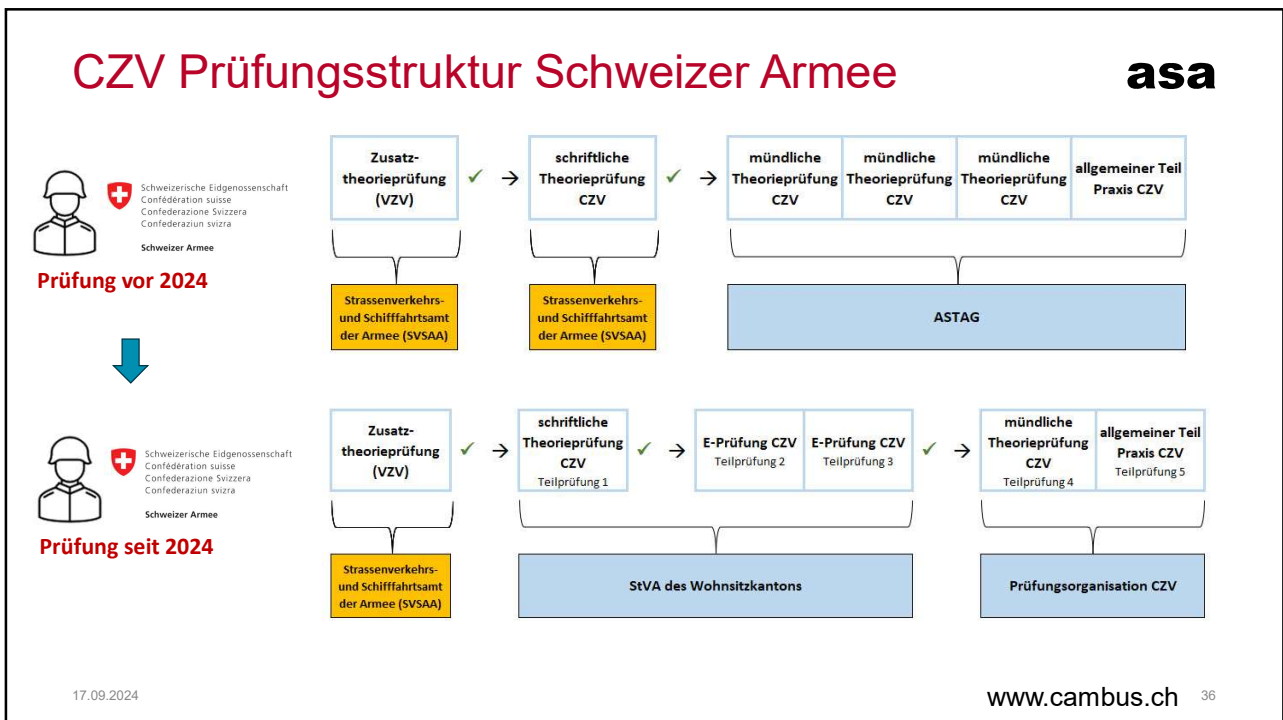 CZV Prüfungsstruktur Schweizer Armee
asa
Schweizerische Eidgenossenschaft
Confédération suisse
Confederazione Svizzera
Confederaziun svizra
Schweizer Armee
Prüfung vor 2024
Zusatz-
theorieprüfung
(VZV)
✓ →
schriftliche
Theorieprüfung
CZV
✓ →
mündliche
Theorieprüfung
CZV
mündliche
Theorieprüfung
CZV
mündliche
Theorieprüfung
CZV
allgemeiner Teil
Praxis CZV
Strassenverkehrs-
und Schifffahrtsamt
der Armee (SVSAA)
Strassenverkehrs-
und Schifffahrtsamt
der Armee (SVSAA)
ASTAG
Schweizerische Eidgenossenschaft
Confédération suisse
Confederazione Svizzera
Confederaziun svizra
Schweizer Armee
Prüfung seit 2024
Zusatz-
theorieprüfung
(VZV)
✓ →
schriftliche
Theorieprüfung
CZV
Teilprüfung 1
✓ →
E-Prüfung CZV
Teilprüfung 2
E-Prüfung CZV
Teilprüfung 3
✓ →
mündliche
Theorieprüfung
CZV
Teilprüfung 4
allgemeiner Teil
Praxis CZV
Teilprüfung 5
Strassenverkehrs-
und Schifffahrtsamt
der Armee (SVSAA)
StVA des Wohnsitzkantons
Prüfungsorganisation CZV
17.09.2024
www.cambus.ch
36